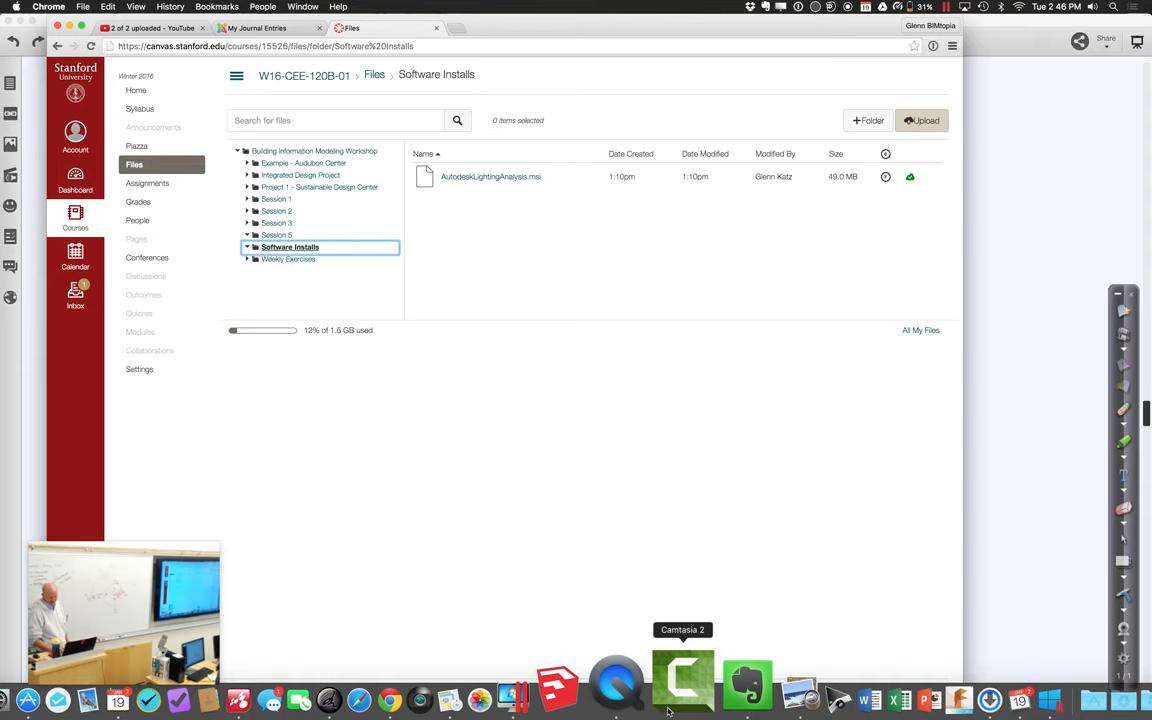 Chrome File Edit View History Bookmarks People Window Help 19 31% Tue 2:46 PM
2 of 2 uploaded - YouTube My Journal Entries Files Glenn BIMtopia
https://canvas.stanford.edu/courses/15526/files/folder/Software%20Installs
Share
Stanford
University
Account
Dashboard
Courses
Calendar
1
Inbox
Winter 2016
Home
Syllabus
Announcements
Piazza
Files
Assignments
Grades
People
Pages
Conferences
Discussions
Outcomes
Quizzes
Modules
Collaborations
Settings
W16-CEE-120B-01 › Files › Software Installs
Search for files 0 items selected +Folder Upload
Building Information Modeling Workshop
Example - Audubon Center
Integrated Design Project
Project 1 - Sustainable Design Center
Session 1
Session 2
Session 3
Session 5
Software Installs
Weekly Exercises
Name Date Created Date Modified Modified By Size
AutodeskLightingAnalysis.msi 1:10pm 1:10pm Glenn Katz 49.0 MB
12% of 1.6 GB used All My Files
Camtasia 2
1/1